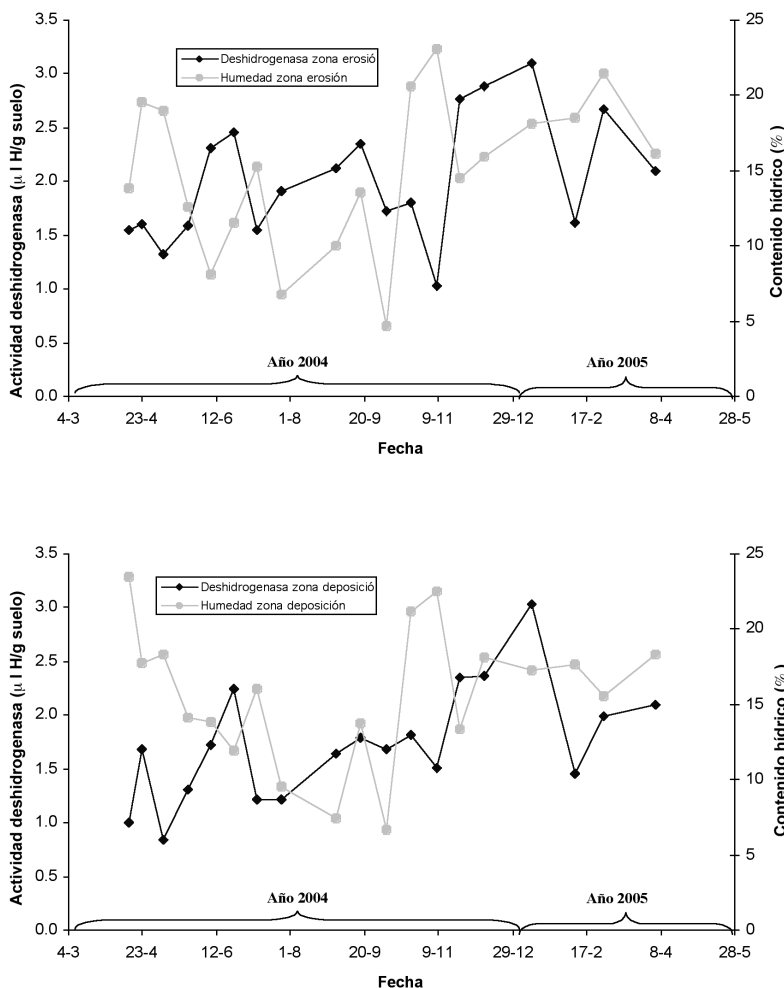 3.5
3.0
2.5
2.0
1.5
1.0
0.5
0.0
Actividad deshidrogenasa (μ l H/g suelo)
Deshidrogenasa zona erosió
Humedad zona erosión
25
20
15
10
5
0
Contenido hídrico (%)
Año 2004
Año 2005
4-3 23-4 12-6 1-8 20-9 9-11 29-12 17-2 8-4 28-5
Fecha
3.5
3.0
2.5
2.0
1.5
1.0
0.5
0.0
Actividad deshidrogenasa (μ l H/g suelo)
Deshidrogenasa zona deposició
Humedad zona deposición
25
20
15
10
5
0
Contenido hídrico (%)
Año 2004
Año 2005
4-3 23-4 12-6 1-8 20-9 9-11 29-12 17-2 8-4 28-5
Fecha